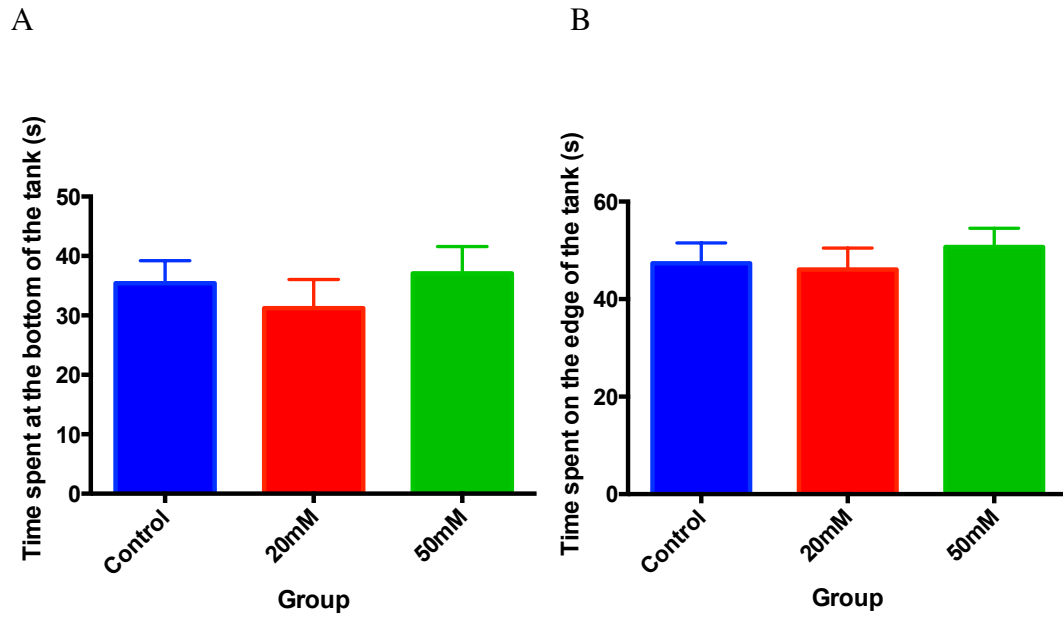 A
B
Time spent at the bottom of the tank (s)
50
40
30
20
10
0
Control
20mM
50mM
Group
Time spent on the edge of the tank (s)
60
40
20
0
Control
20mM
50mM
Group